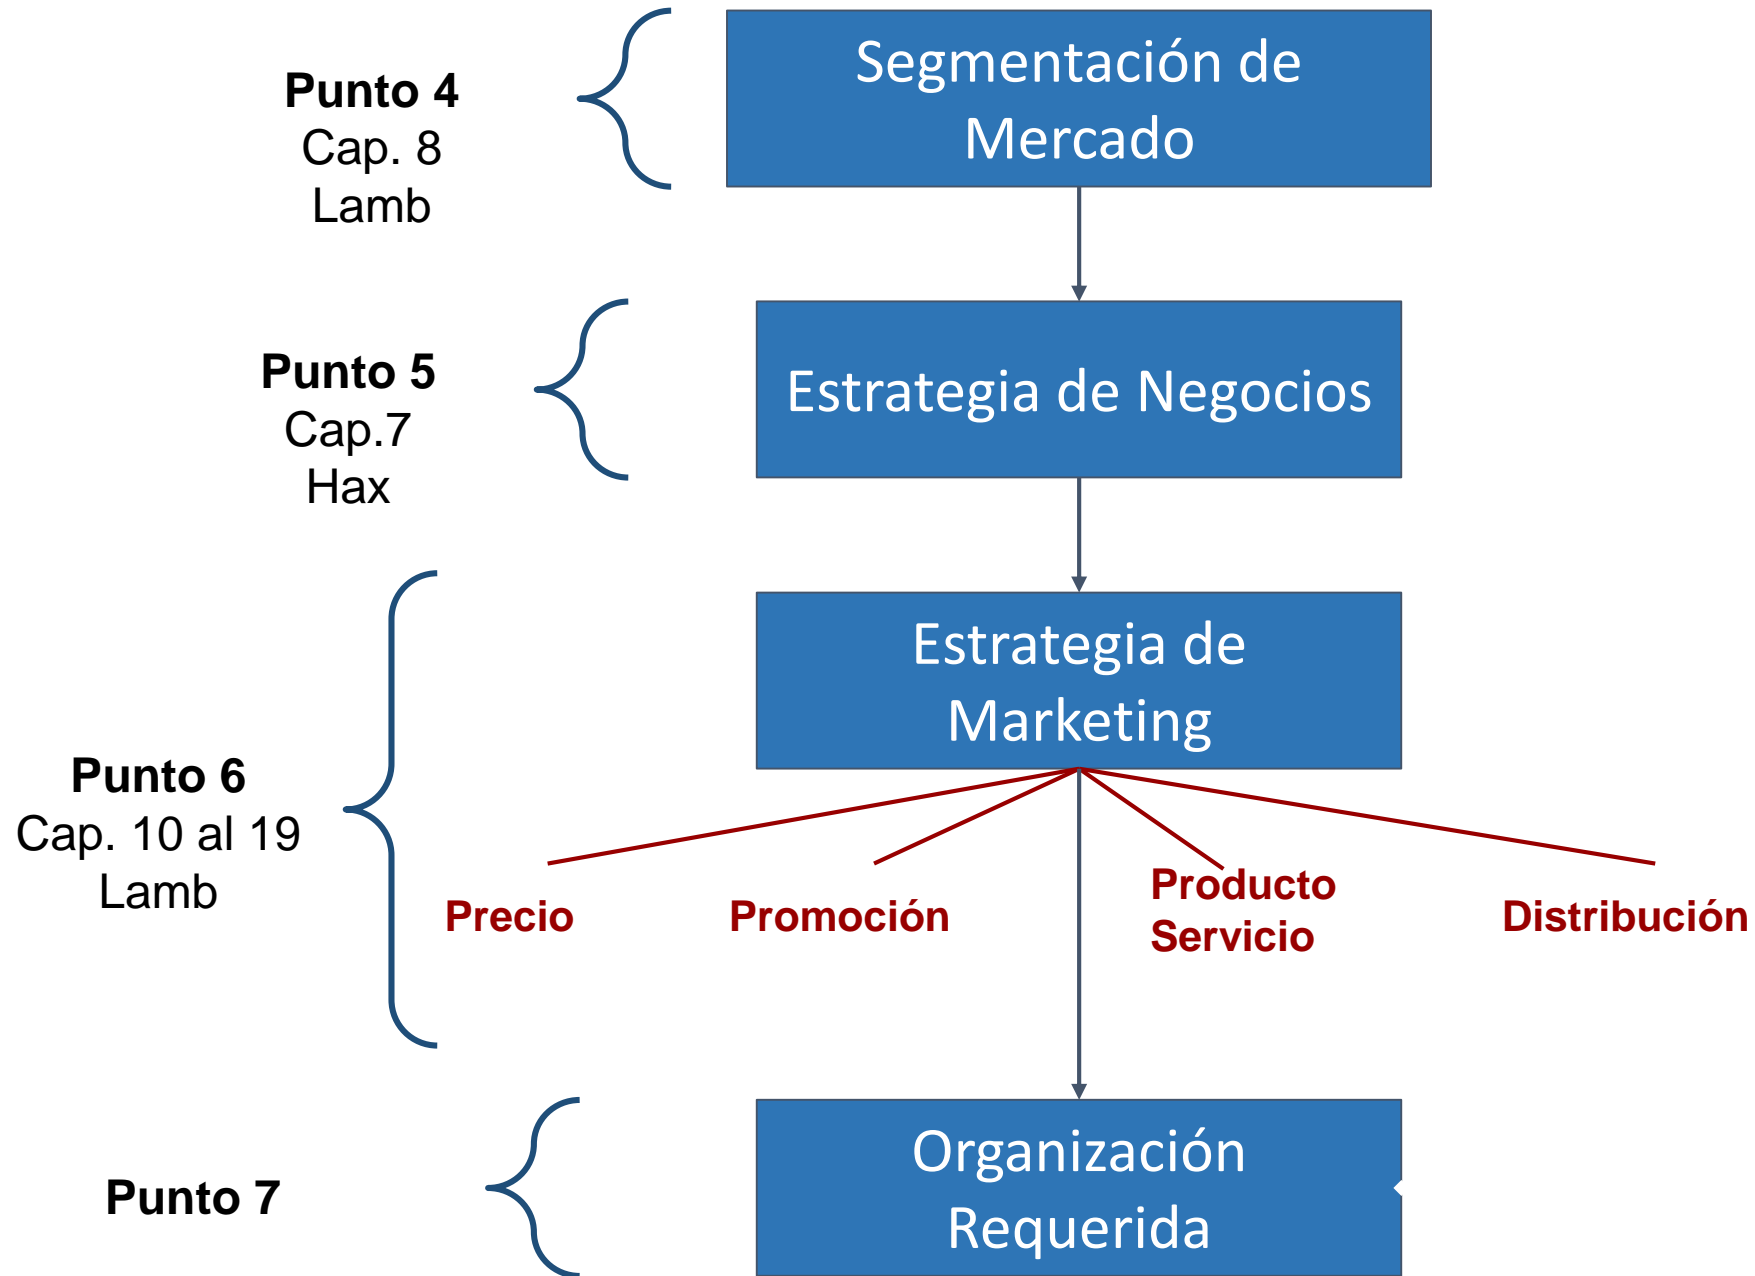 Punto 4
Cap. 8
Lamb
Segmentación de
Mercado
Punto 5
Cap.7
Hax
Estrategia de Negocios
Estrategia de
Marketing
Punto 6
Cap. 10 al 19
Lamb
Precio
Promoción
Producto
Servicio
Distribución
Punto 7
Organización
Requerida